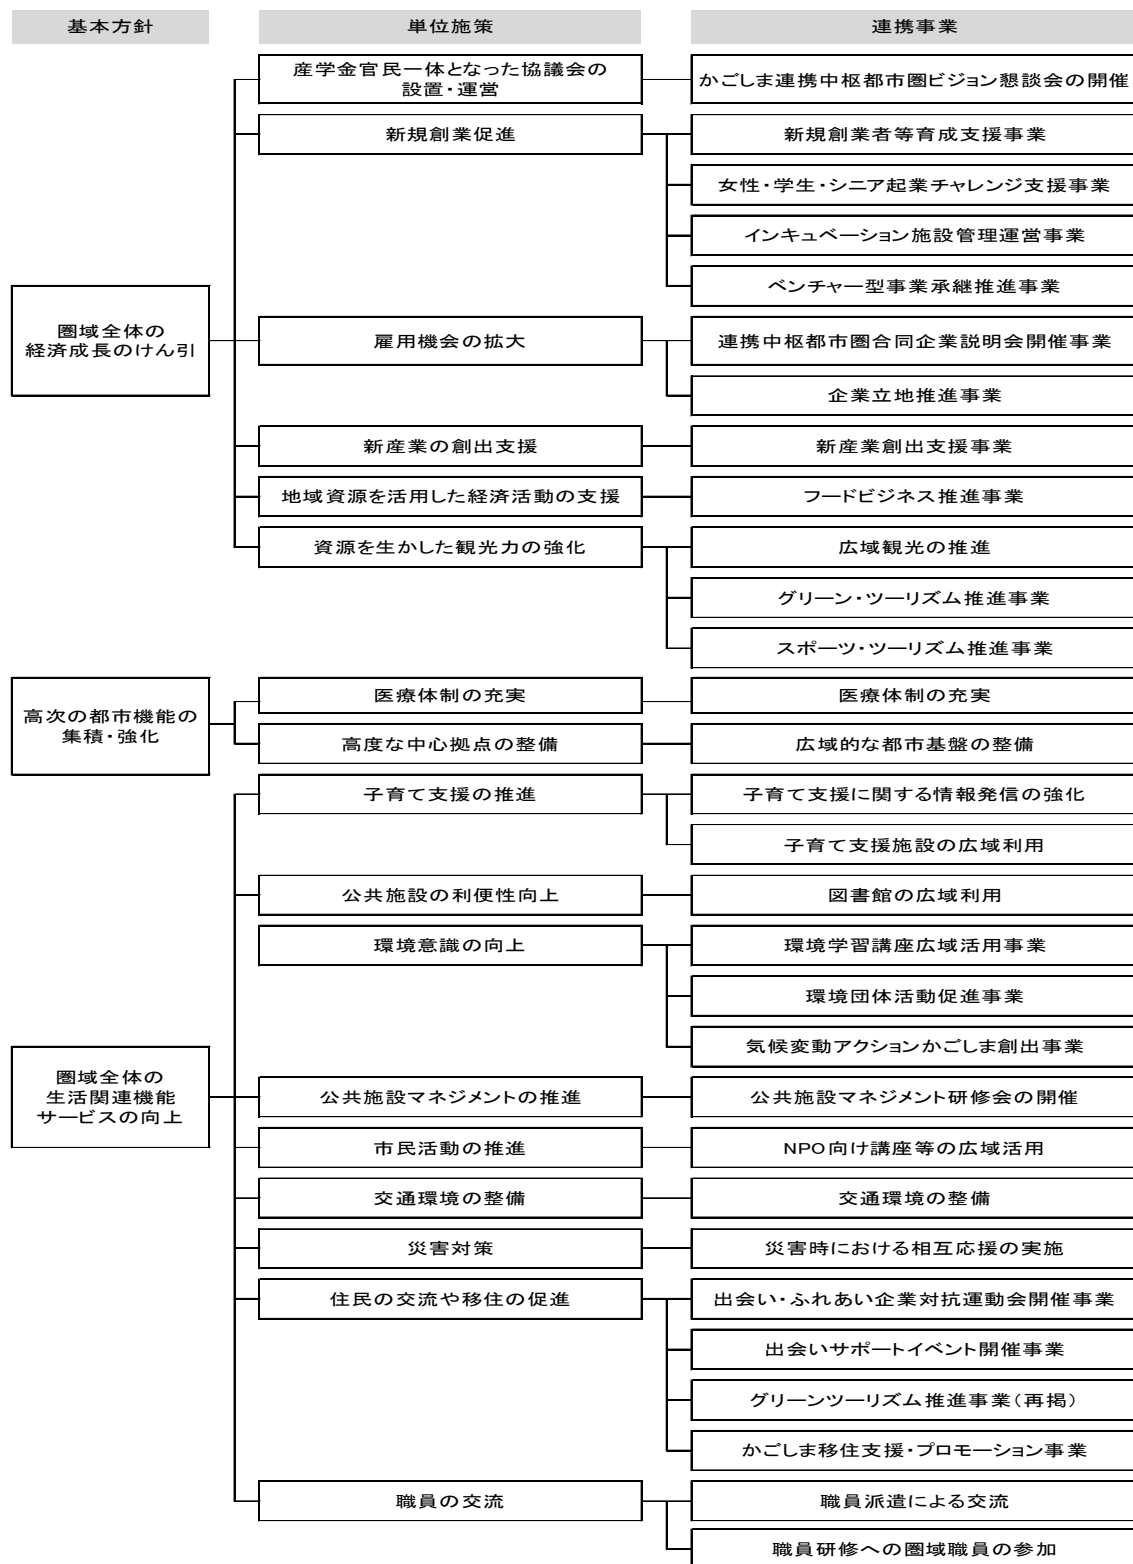 基本方針
単位施策
連携事業
産学金官民一体となった協議会の
設置・運営
かごしま連携中枢都市圏ビジョン懇談会の開催
新規創業促進
新規創業者等育成支援事業
女性・学生・シニア起業チャレンジ支援事業
インキュベーション施設管理運営事業
ベンチャー型事業承継推進事業
圏域全体の
経済成長のけん引
雇用機会の拡大
連携中枢都市圏合同企業説明会開催事業
企業立地推進事業
新産業の創出支援
新産業創出支援事業
地域資源を活用した経済活動の支援
フードビジネス推進事業
資源を生かした観光力の強化
広域観光の推進
グリーン・ツーリズム推進事業
スポーツ・ツーリズム推進事業
高次の都市機能の
集積・強化
医療体制の充実
医療体制の充実
高度な中心拠点の整備
広域的な都市基盤の整備
子育て支援の推進
子育て支援に関する情報発信の強化
子育て支援施設の広域利用
公共施設の利便性向上
図書館の広域利用
環境意識の向上
環境学習講座広域活用事業
環境団体活動促進事業
気候変動アクションかごしま創出事業
圏域全体の
生活関連機能
サービスの向上
公共施設マネジメントの推進
公共施設マネジメント研修会の開催
市民活動の推進
NPO向け講座等の広域活用
交通環境の整備
交通環境の整備
災害対策
災害時における相互応援の実施
住民の交流や移住の促進
出会い・ふれあい企業対抗運動会開催事業
出会いサポートイベント開催事業
グリーンツーリズム推進事業(再掲)
かごしま移住支援・プロモーション事業
職員の交流
職員派遣による交流
職員研修への圏域職員の参加